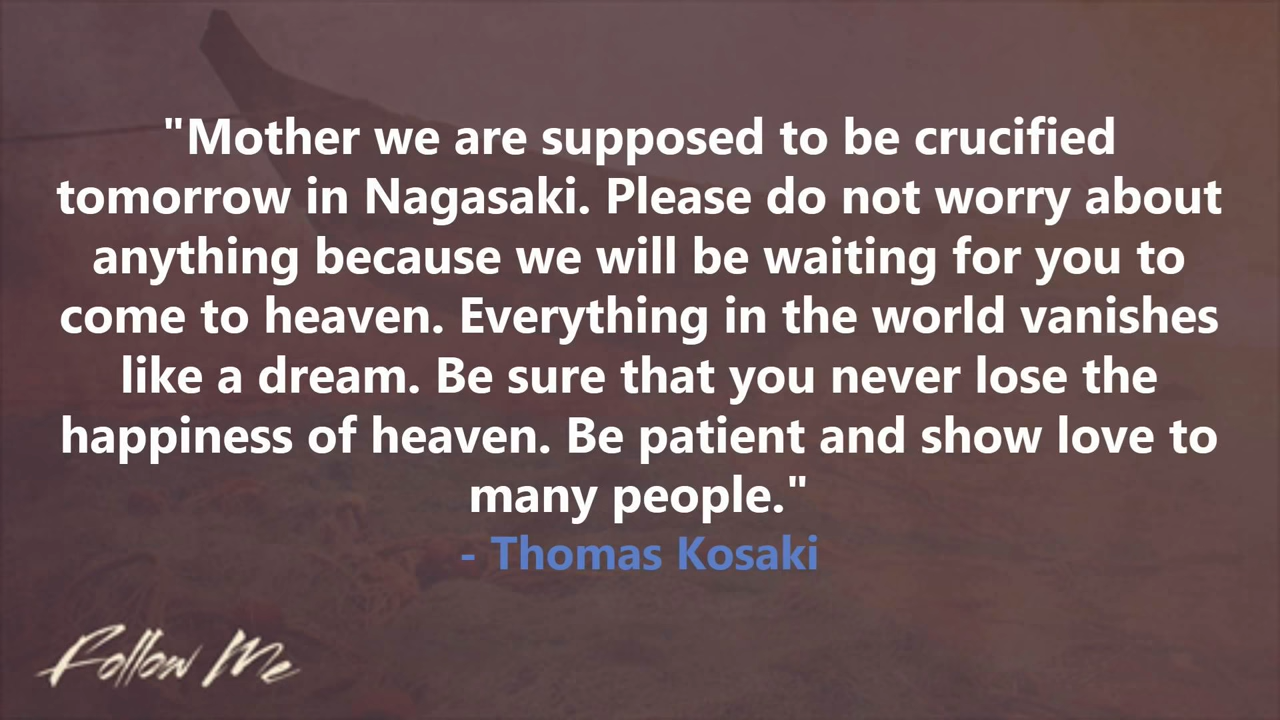 "Mother we are supposed to be crucified
tomorrow in Nagasaki. Please do not worry about
anything because we will be waiting for you to
come to heaven. Everything in the world vanishes
like a dream. Be sure that you never lose the
happiness of heaven. Be patient and show love to
many people."
- Thomas Kosaki
Follow Me